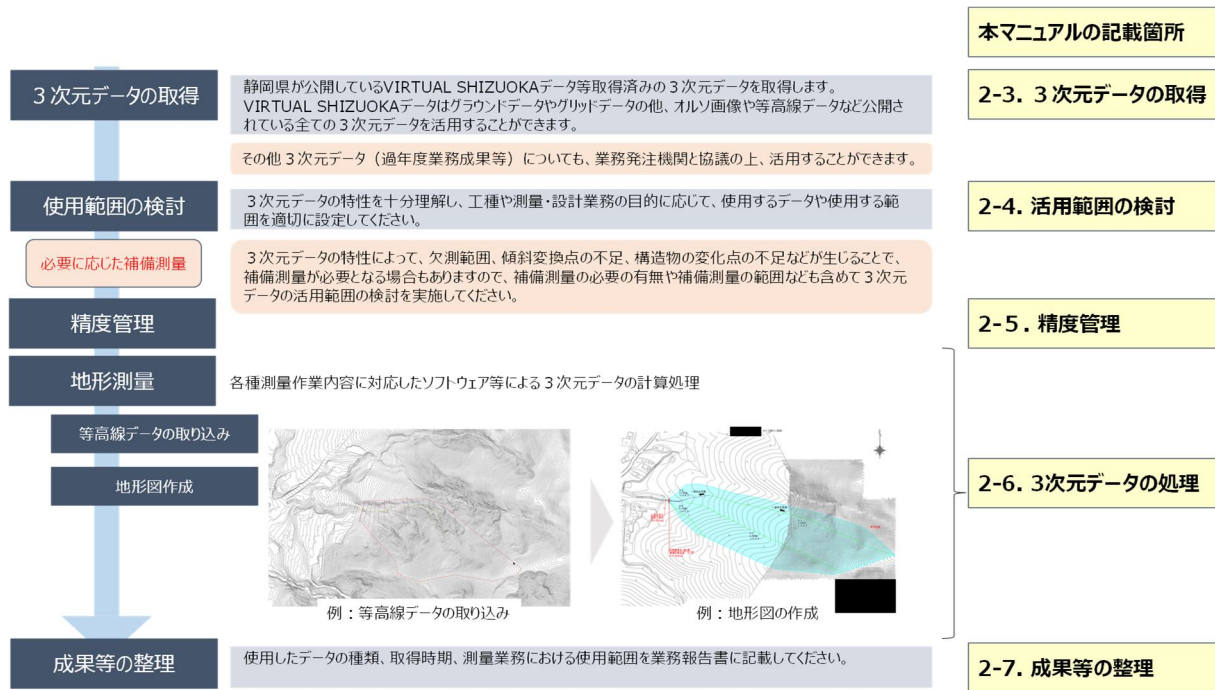 本マニュアルの記載箇所
3次元データの取得
静岡県が公開しているVIRTUAL SHIZUOKAデータ等取得済みの3次元データを取得します。
VIRTUAL SHIZUOKAデータはグラウンドデータやグリッドデータの他、オルソ画像や等高線データなど公開さ
れている全ての3次元データを活用することができます。
2-3. 3次元データの取得
その他3次元データ（過年度業務成果等）についても、業務発注機関と協議の上、活用することができます。
使用範囲の検討
3次元データの特性を十分理解し、工種や測量・設計業務の目的に応じて、使用するデータや使用する範
囲を適切に設定してください。
2-4. 活用範囲の検討
必要に応じた補備測量
3次元データの特性によって、欠測範囲、傾斜変換点の不足、構造物の変化点の不足などが生じることで、
補備測量が必要となる場合もありますので、補備測量の必要の有無や補備測量の範囲なども含めて3次元
データの活用範囲の検討を実施してください。
精度管理
2-5. 精度管理
地形測量
各種測量作業内容に対応したソフトウェア等による3次元データの計算処理
等高線データの取り込み
地形図作成
2-6. 3次元データの処理
例：等高線データの取り込み
例：地形図の作成
成果等の整理
使用したデータの種類、取得時期、測量業務における使用範囲を業務報告書に記載してください。
2-7. 成果等の整理